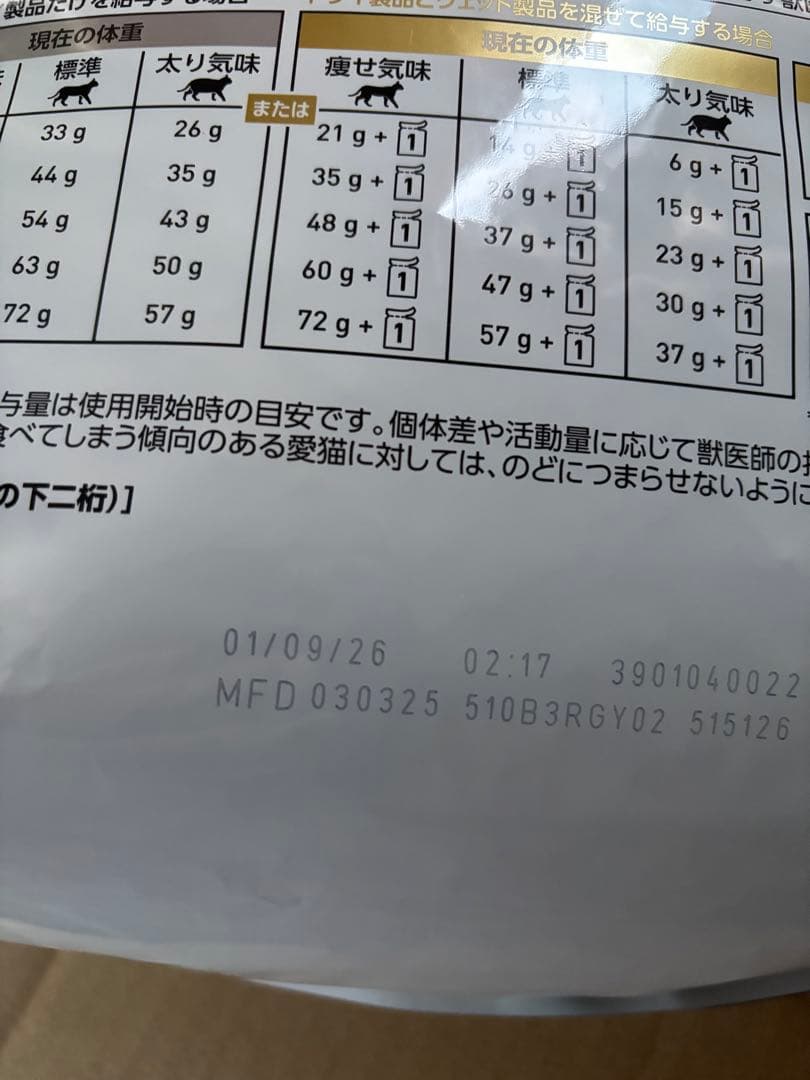 製品だけを給与する場合
ドライ製品とウェット製品を混ぜて給与する場合
現在の体重 現在の体重
標準 太り気味 痩せ気味 標準 太り気味
または
33 g 26 g 21 g + 1 14 g + 1 6 g + 1
44 g 35 g 35 g + 1 26 g + 1 15 g + 1
54 g 43 g 48 g + 1 37 g + 1 23 g + 1
63 g 50 g 60 g + 1 47 g + 1 30 g + 1
72 g 57 g 72 g + 1 57 g + 1 37 g + 1
与量は使用開始時の目安です。個体差や活動量に応じて獣医師の
食べてしまう傾向のある愛猫に対しては、のどにつまらせないように
の下二桁)]
01/09/26 02:17 3901040022
MFD 030325 510B3RGY02 515126